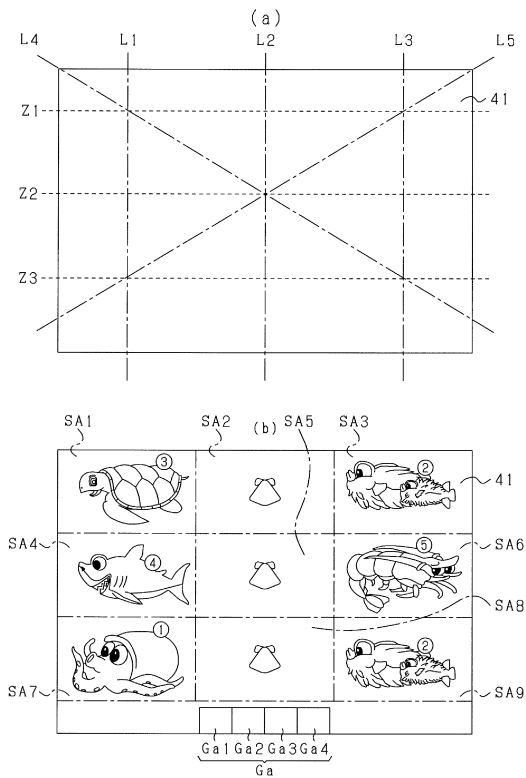 (a)
L4 L1 L2 L3 L5
41
Z1
Z2
Z3
SA1 SA2 (b) SA5 SA3
③ ② 41
SA4 ④ ⑤ SA6
SA8
① ②
SA7 SA9
Ga1 Ga2 Ga3 Ga4
Ga